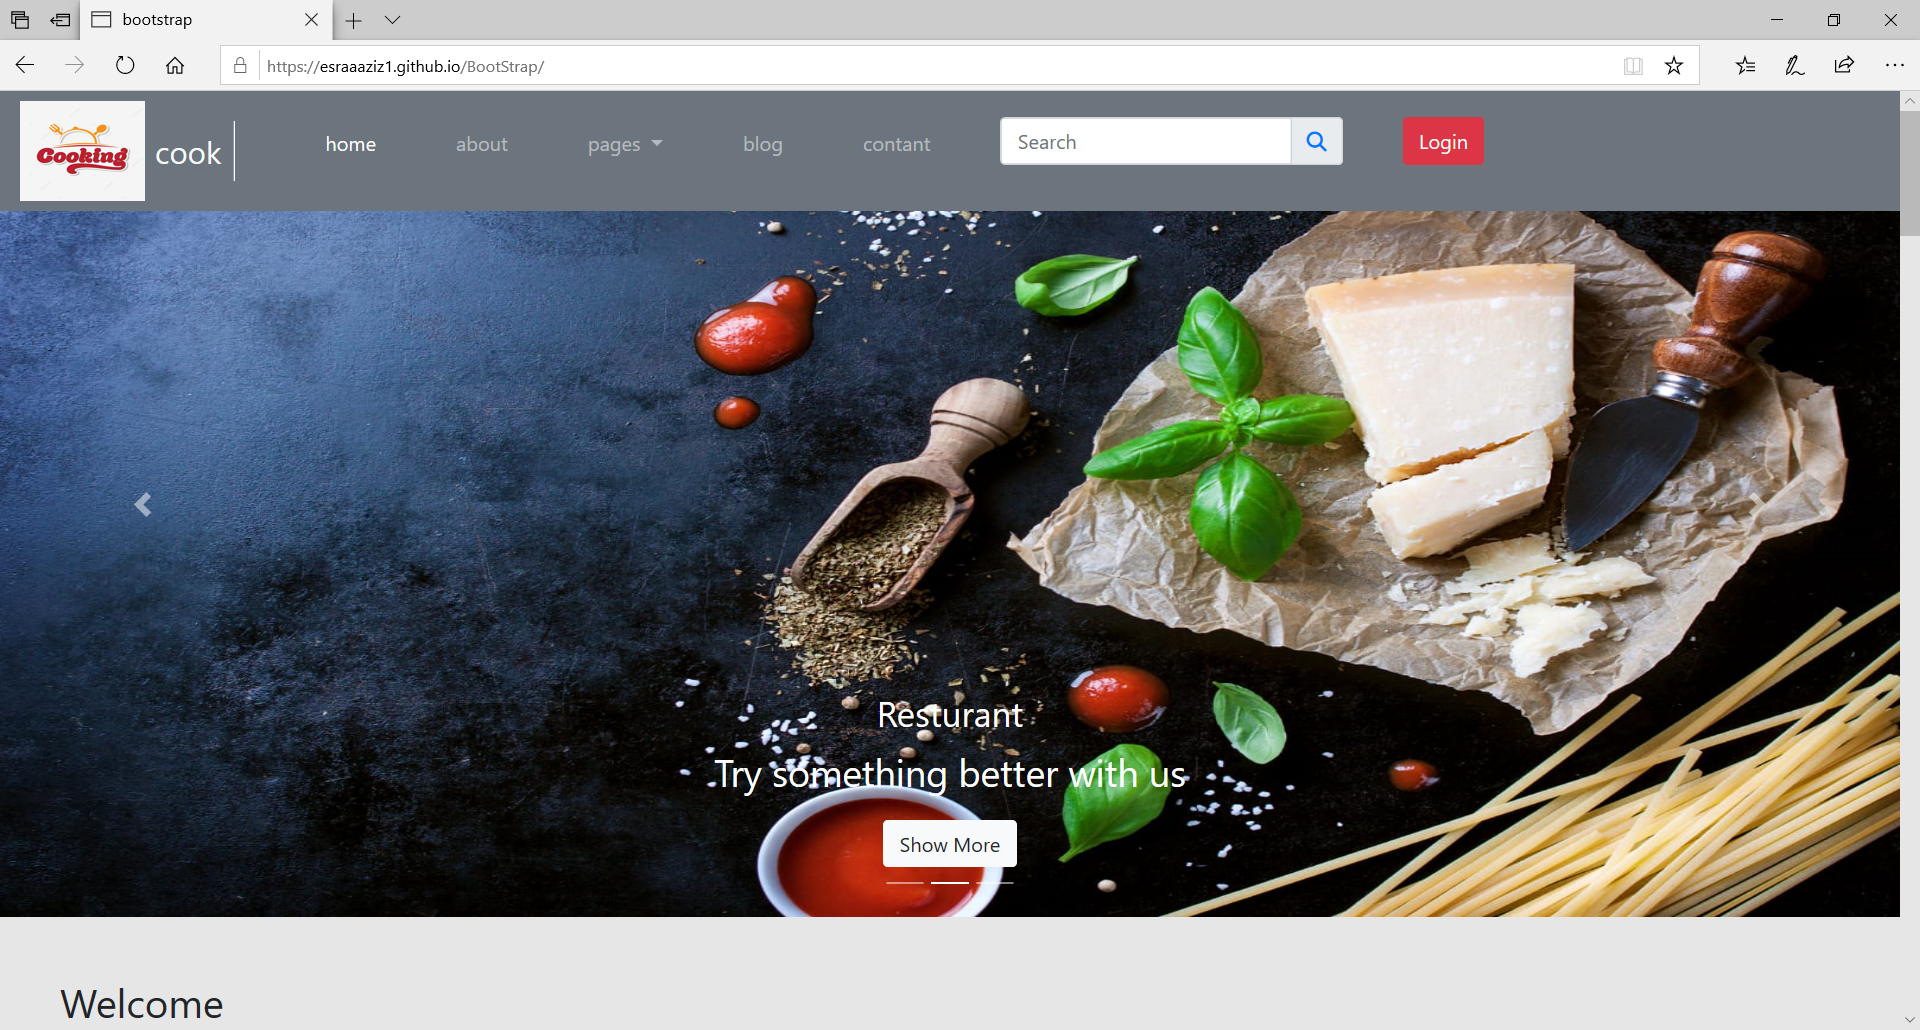 bootstrap
https://esraaaziz1.github.io/BootStrap/
Cooking
cook
home
about
pages
blog
contant
Search
Login
Resturant
Try something better with us
Show More
Welcome